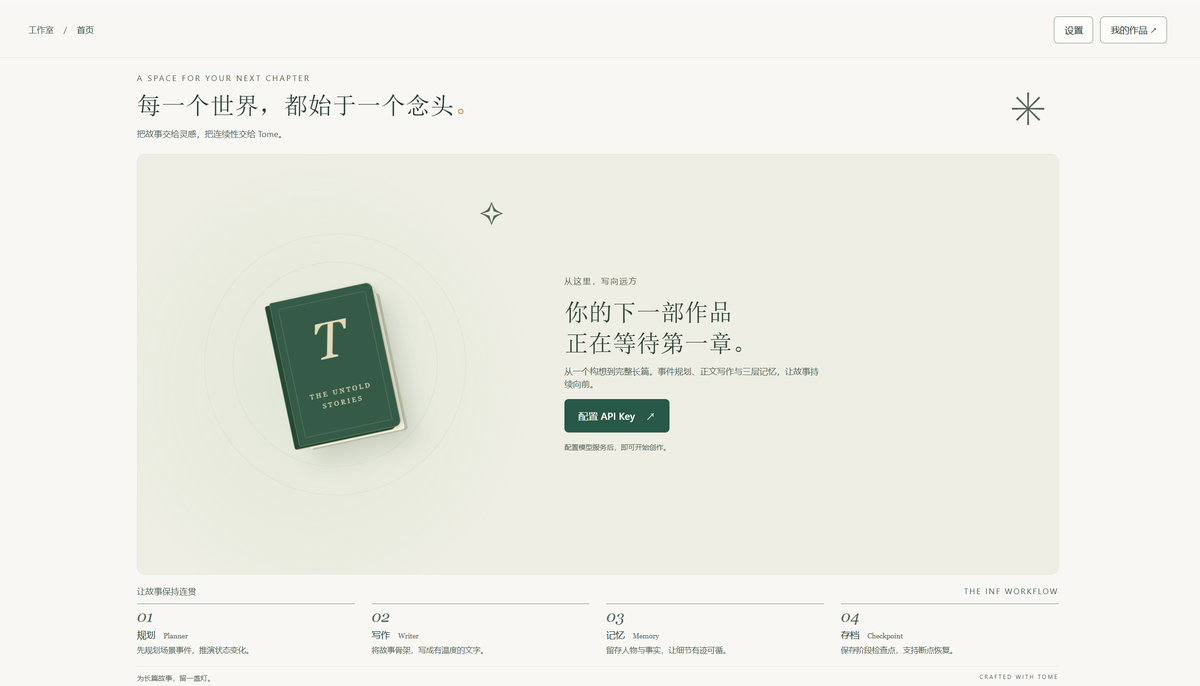 工作室 / 首页
设置
我的作品 ↗
A SPACE FOR YOUR NEXT CHAPTER
每一个世界，都始于一个念头。
把故事交给灵感，把连续性交给 Tome。
T
THE UNTOLD
STORIES
从这里，写向远方
你的下一部作品
正在等待第一章。
从一个构想到完整长篇。事件规划、正文写作与三层记忆，让故事持
续向前。
配置 API Key ↗
配置模型服务后，即可开始创作。
让故事保持连贯
THE INF WORKFLOW
01
规划 Planner
先规划场景事件，推演状态变化。
02
写作 Writer
将故事骨架，写成有温度的文字。
03
记忆 Memory
留存人物与事实，让细节有迹可循。
04
存档 Checkpoint
保存阶段检查点，支持断点恢复。
为长篇故事，留一盏灯。
CRAFTED WITH TOME